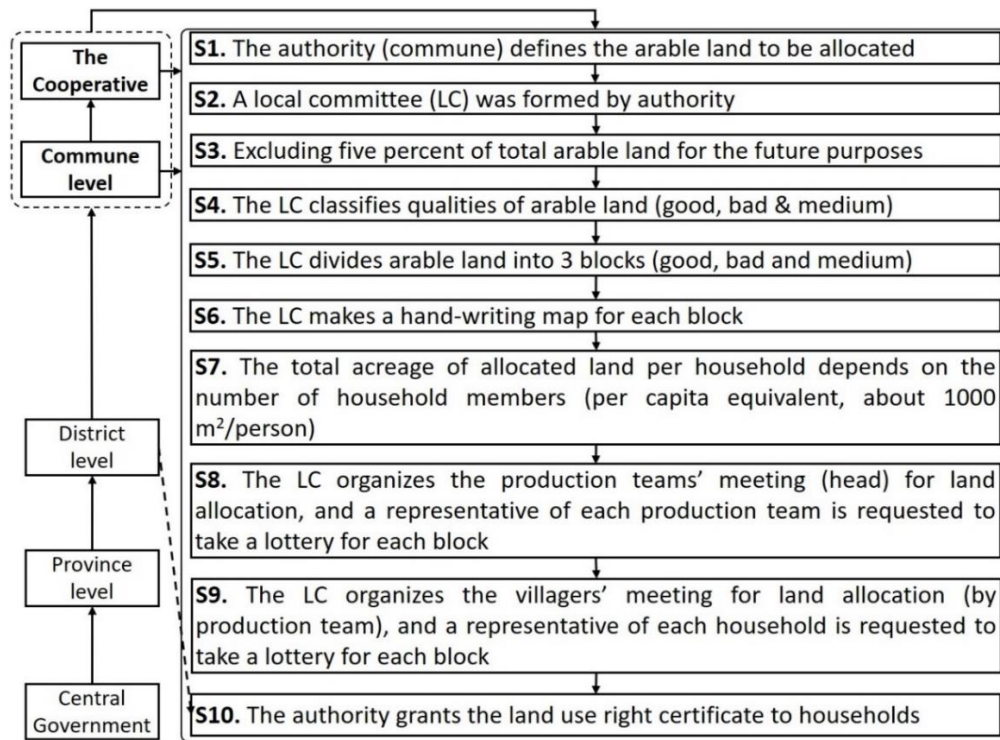 The
Cooperative
Commune
level
District
level
Province
level
Central
Government
S1. The authority (commune) defines the arable land to be allocated
S2. A local committee (LC) was formed by authority
S3. Excluding five percent of total arable land for the future purposes
S4. The LC classifies qualities of arable land (good, bad & medium)
S5. The LC divides arable land into 3 blocks (good, bad and medium)
S6. The LC makes a hand-writing map for each block
S7. The total acreage of allocated land per household depends on the
number of household members (per capita equivalent, about 1000
m²/person)
S8. The LC organizes the production teams’ meeting (head) for land
allocation, and a representative of each production team is requested to
take a lottery for each block
S9. The LC organizes the villagers’ meeting for land allocation (by
production team), and a representative of each household is requested to
take a lottery for each block
S10. The authority grants the land use right certificate to households